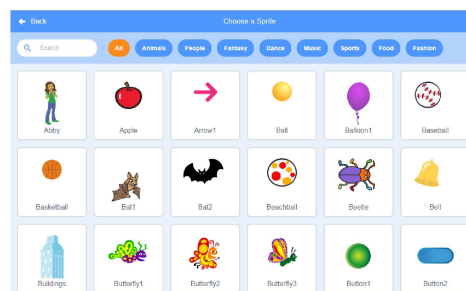 Back Choose a Sprite
Search All Animals People Fantasy Dance Music Sports Food Fashion
Abby Apple Arrow1 Ball Balloon1 Baseball
Basketball Bat1 Bat2 Beachball Beetle Bell
Buildings Butterfly1 Butterfly2 Butterfly3 Button1 Button2